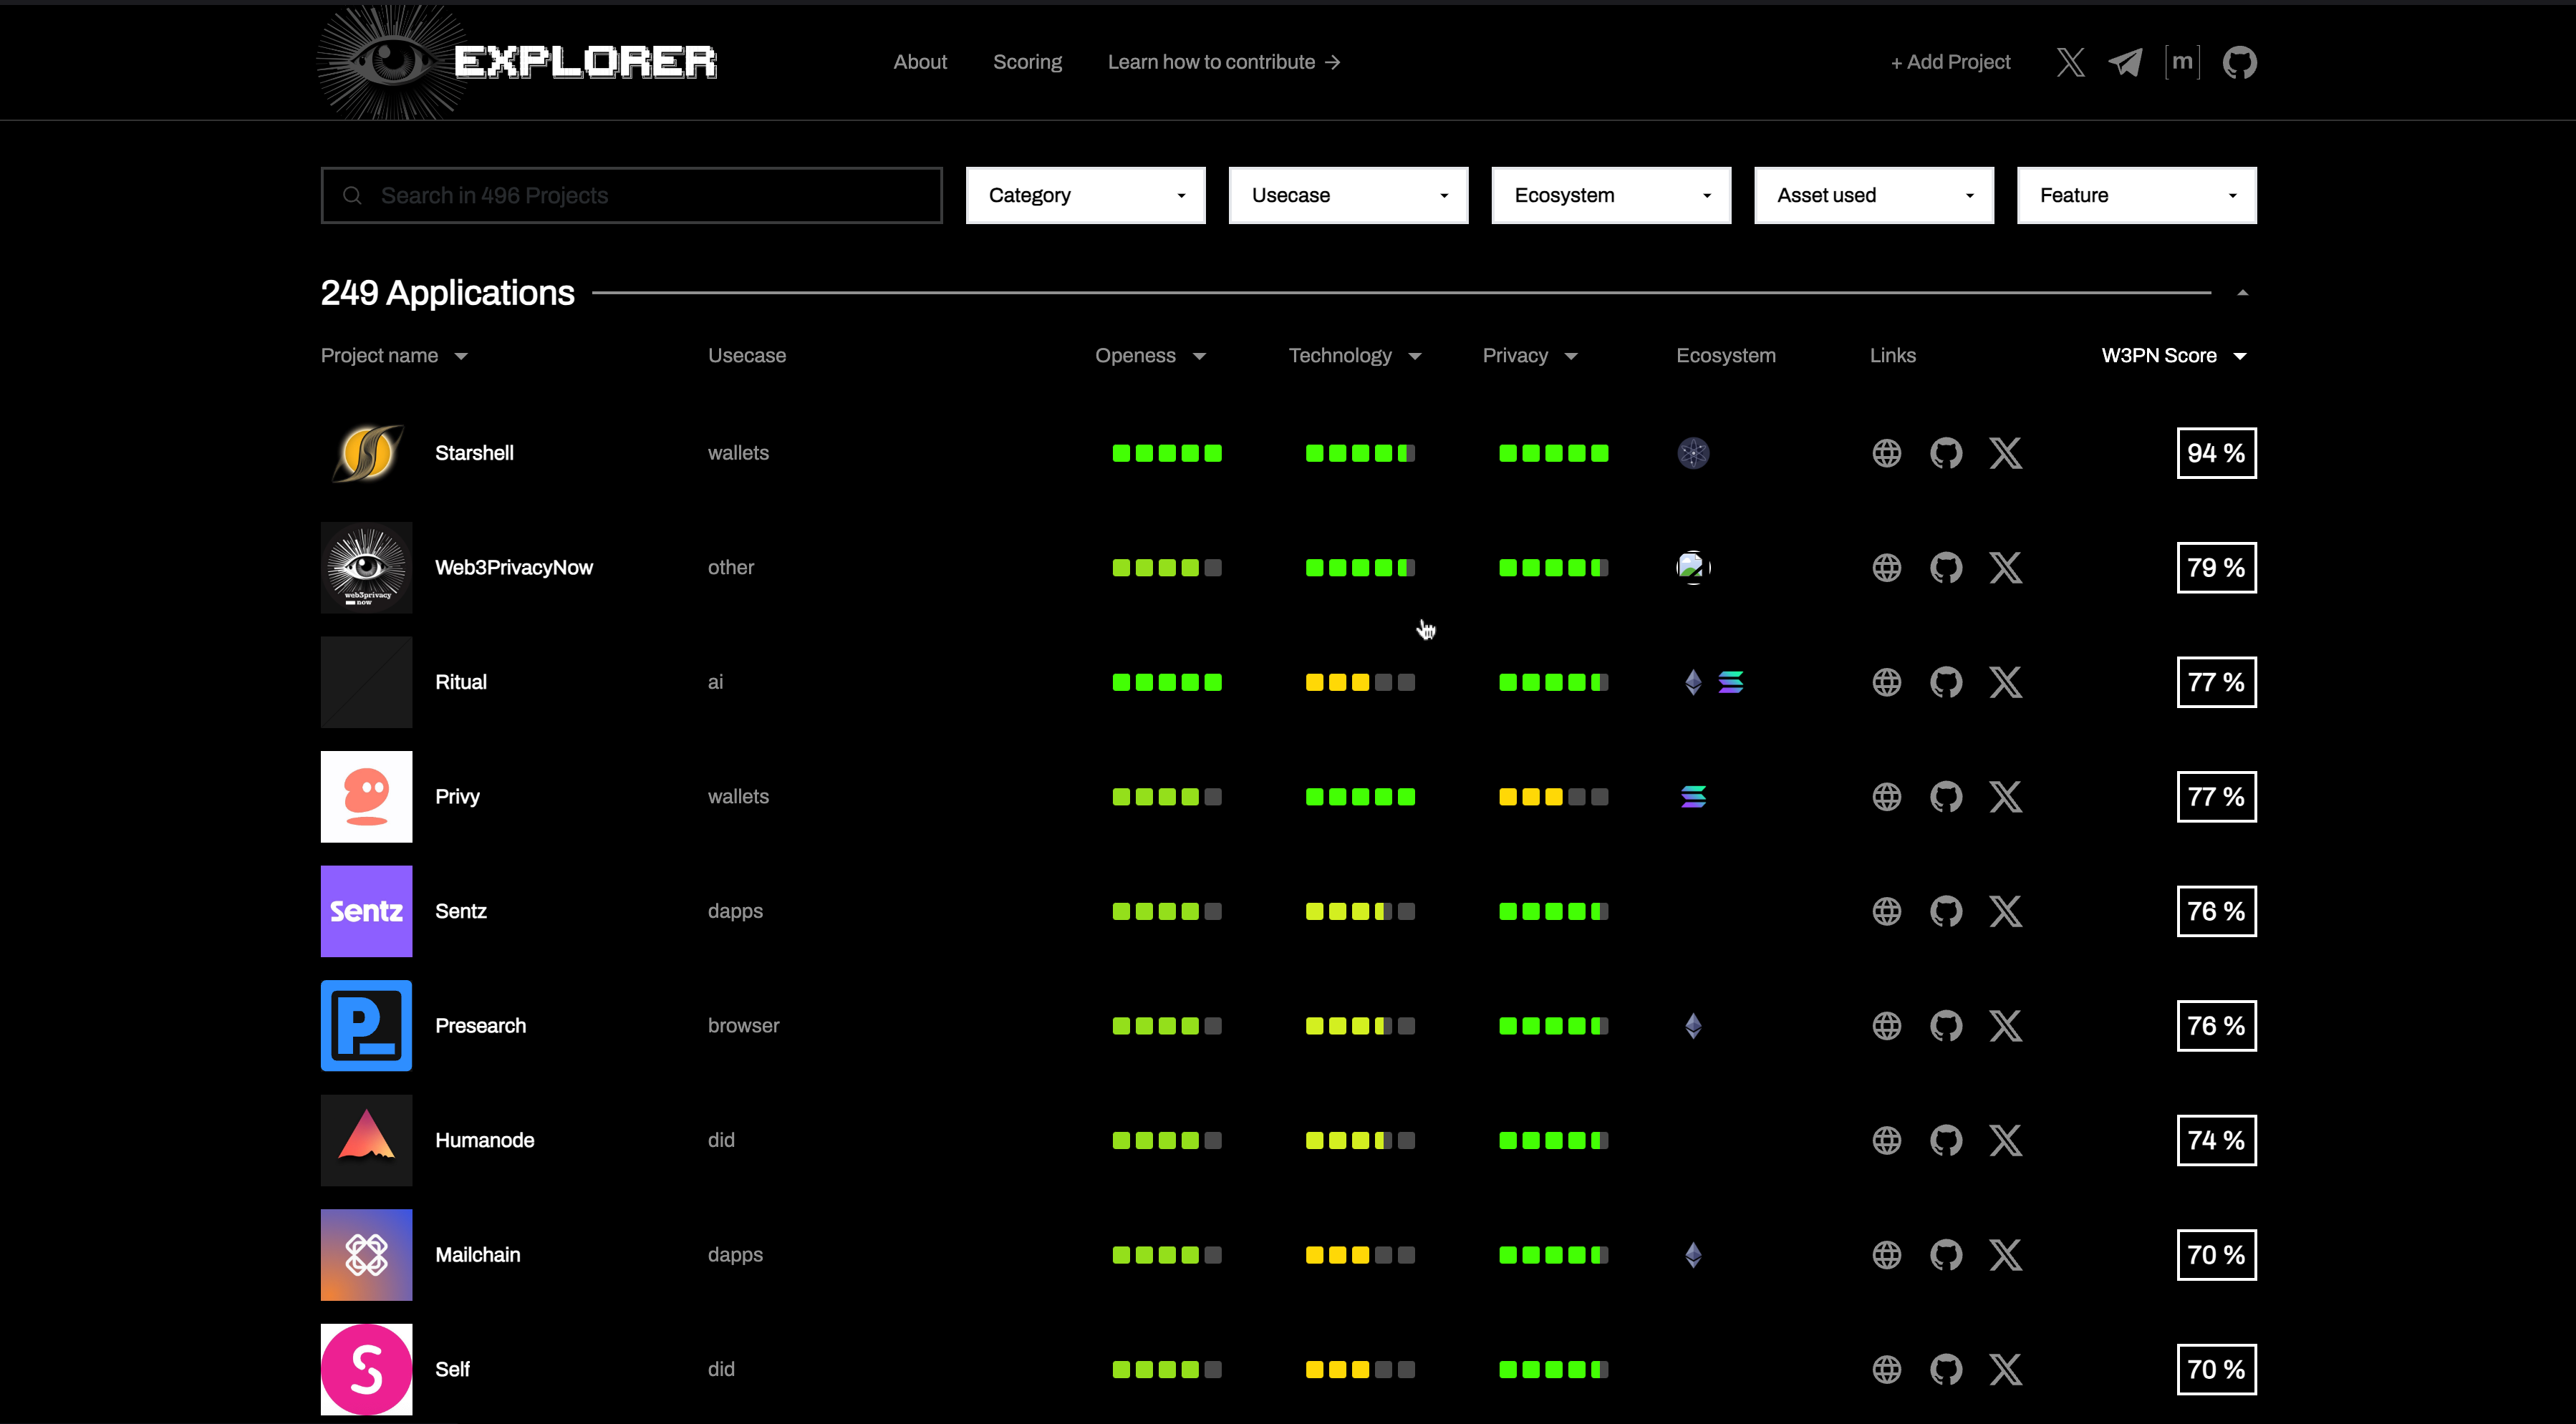 EXPLORER
About
Scoring
Learn how to contribute →
+ Add Project
[m]
Search in 496 Projects
Category
Usecase
Ecosystem
Asset used
Feature
249 Applications
Project name
Usecase
Openess
Technology
Privacy
Ecosystem
Links
W3PN Score
Starshell
wallets
94 %
web3privacy
now
Web3PrivacyNow
other
79 %
Ritual
ai
77 %
Privy
wallets
77 %
Sentz
Sentz
dapps
76 %
P
Presearch
browser
76 %
Humanode
did
74 %
Mailchain
dapps
70 %
S
Self
did
70 %